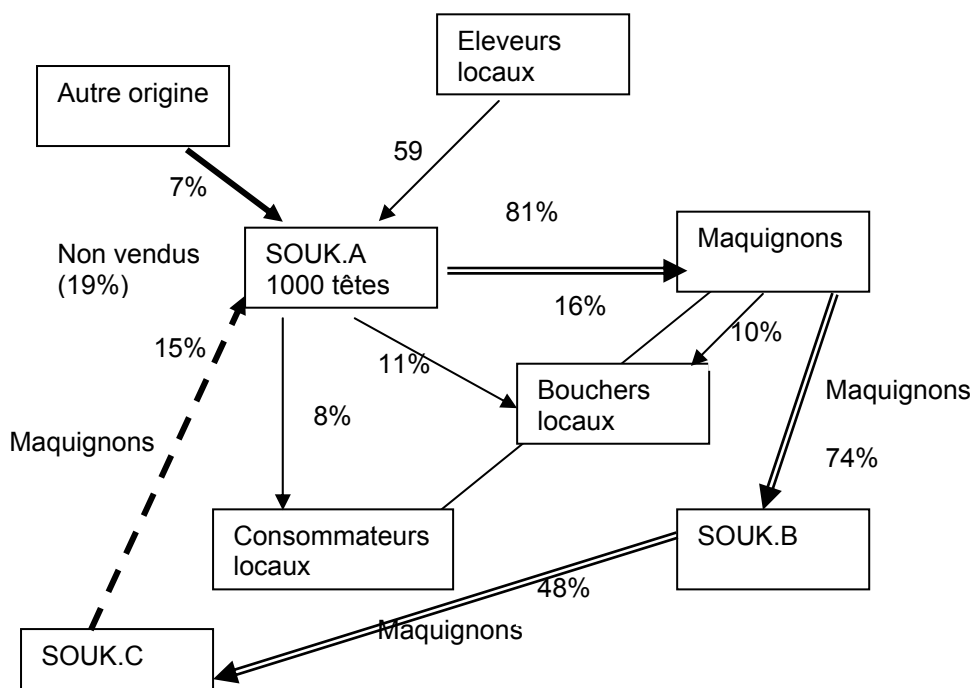 Eleveurs
locaux
Autre origine
59
7%
81%
Non vendus
(19%)
SOUK.A
1000 têtes
Maquignons
16%
10%
15%
11%
Bouchers
locaux
Maquignons
8%
Maquignons
74%
Consommateurs
locaux
SOUK.B
48%
Maquignons
SOUK.C